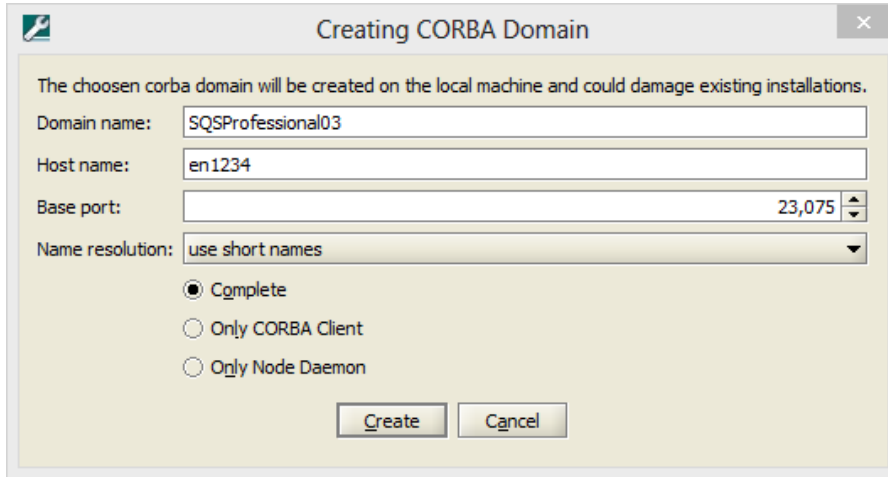 Creating CORBA Domain
The choosen corba domain will be created on the local machine and could damage existing installations.
Domain name: SQSProfessional03
Host name: en1234
Base port: 23,075
Name resolution: use short names
Complete
Only CORBA Client
Only Node Daemon
Create Cancel